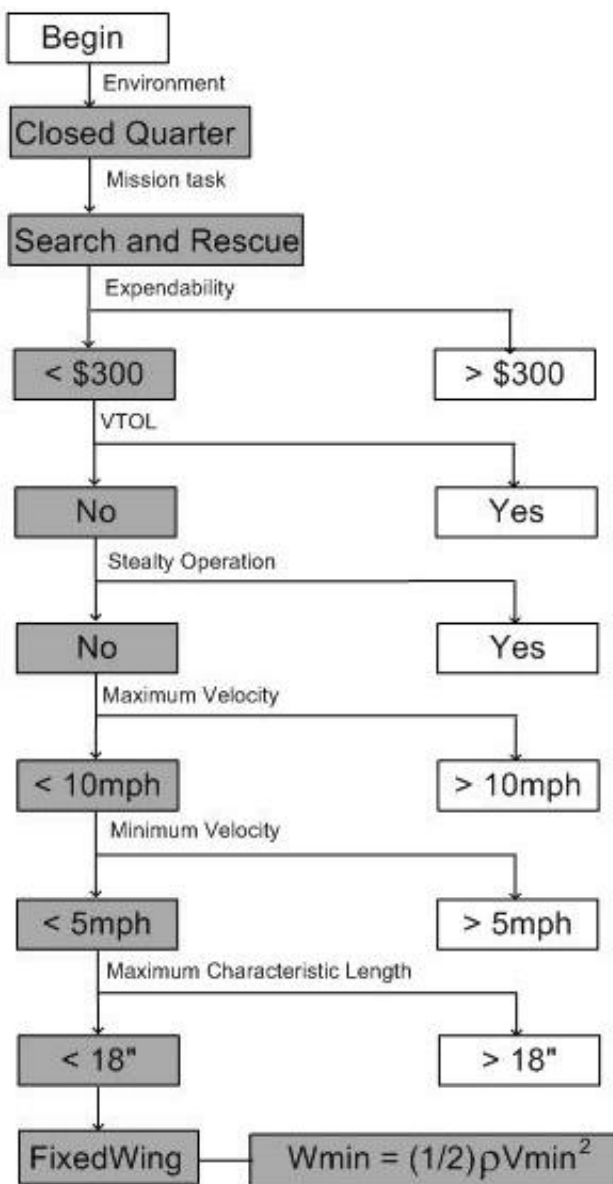 Begin
Environment
Closed Quarter
Mission task
Search and Rescue
Expendability
< $300
> $300
VTOL
No
Yes
Stealty Operation
No
Yes
Maximum Velocity
< 10mph
> 10mph
Minimum Velocity
< 5mph
> 5mph
Maximum Characteristic Length
< 18"
> 18"
FixedWing
Wmin = (1/2)ρVmin²